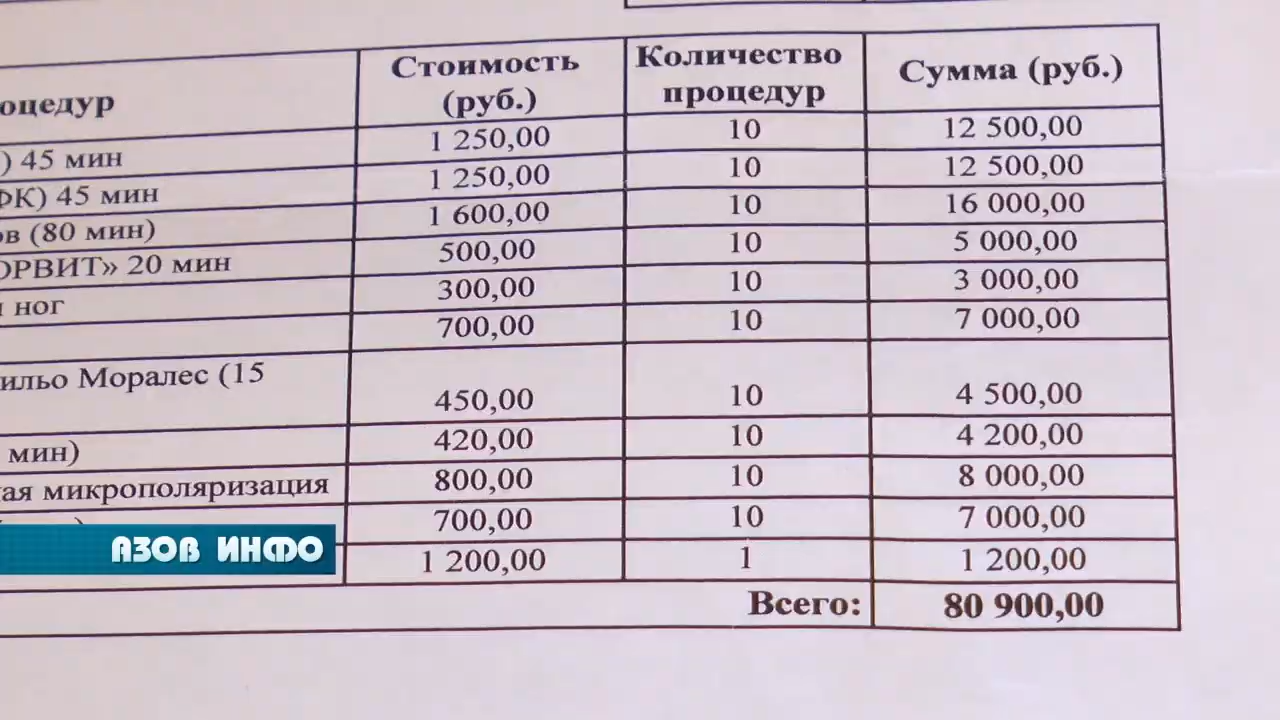 Стоимость Количество
оцедур (руб.) процедур Сумма (руб.)
) 45 мин 1 250,00 10 12 500,00
ФК) 45 мин 1 250,00 10 12 500,00
ов (80 мин) 1 600,00 10 16 000,00
ОРВИТ» 20 мин 500,00 10 5 000,00
ног 300,00 10 3 000,00
700,00 10 7 000,00
ильо Моралес (15
450,00 10 4 500,00
мин) 420,00 10 4 200,00
ая микрополяризация 800,00 10 8 000,00
700,00 10 7 000,00
АЗОВ ИНФО 1 200,00 1 1 200,00
Всего: 80 900,00